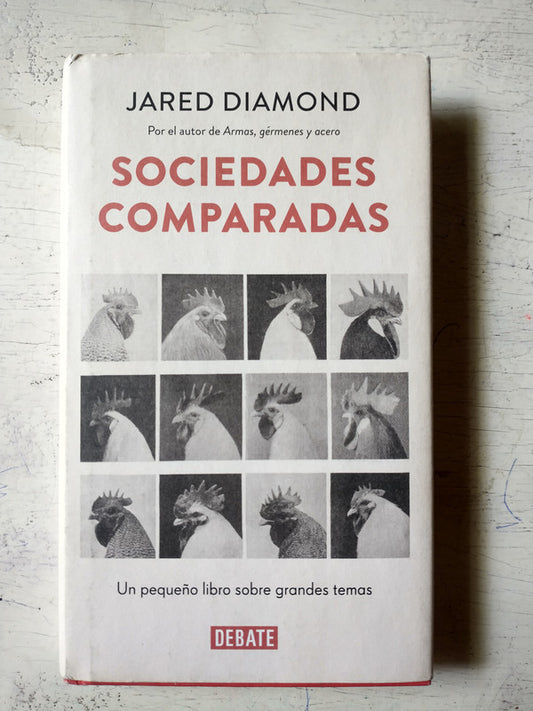 JARED DIAMOND
Por el autor de Armas, gérmenes y acero
SOCIEDADES
COMPARADAS
Un pequeño libro sobre grandes temas
DEBATE